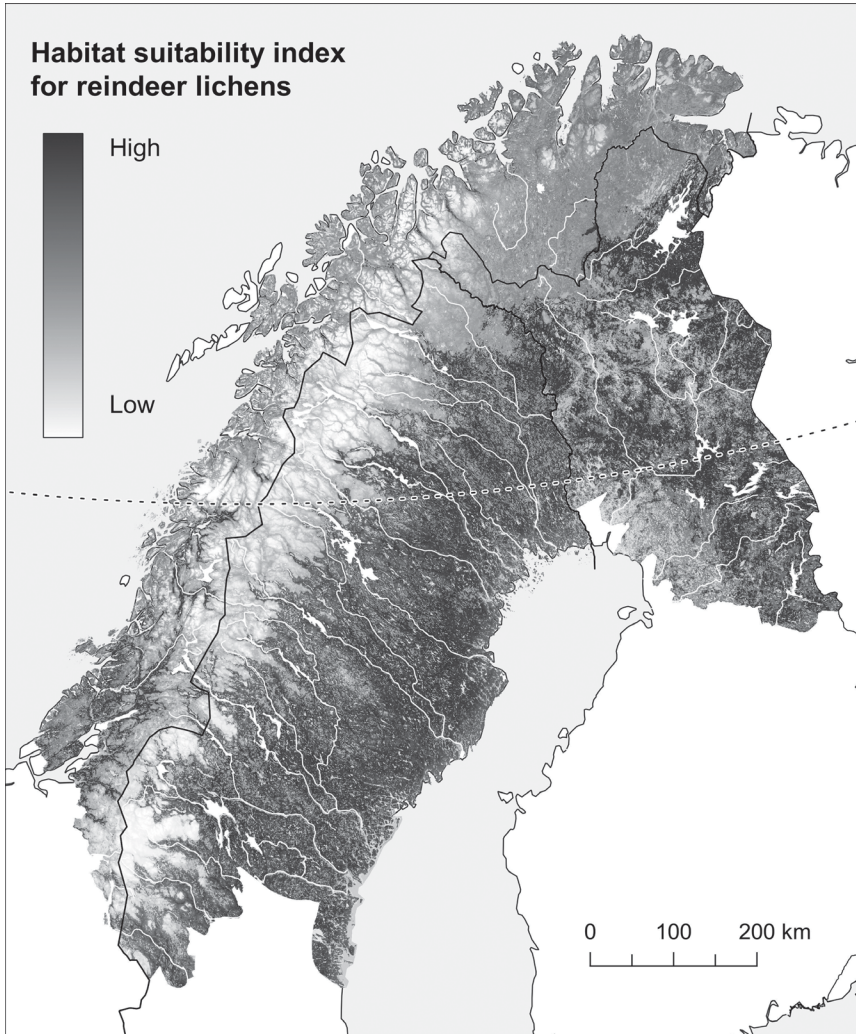 Habitat suitability index
for reindeer lichens
High
Low
0 100 200 km